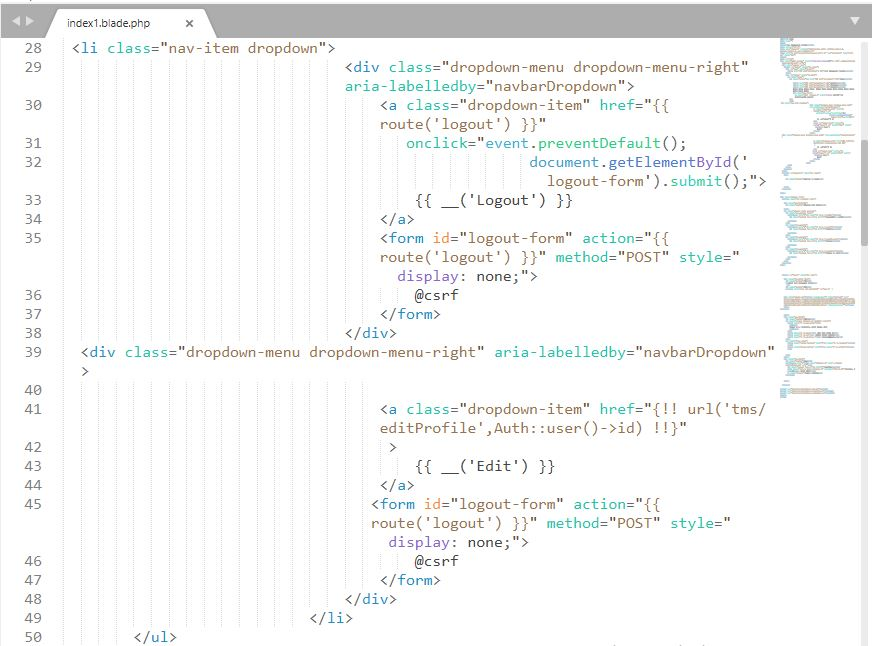 index1.blade.php ×
28 <li class="nav-item dropdown">
29 <div class="dropdown-menu dropdown-menu-right"
aria-labelledby="navbarDropdown">
30 <a class="dropdown-item" href="{{
route('logout') }}"
31 onclick="event.preventDefault();
32 document.getElementById('
logout-form').submit();">
33 {{ __('Logout') }}
34 </a>
35 <form id="logout-form" action="{{
route('logout') }}" method="POST" style="
display: none;">
36 @csrf
37 </form>
38 </div>
39 <div class="dropdown-menu dropdown-menu-right" aria-labelledby="navbarDropdown"
>
40
41 <a class="dropdown-item" href="{!! url('tms/
editProfile',Auth::user()->id) !!}"
42 >
43 {{ __('Edit') }}
44 </a>
45 <form id="logout-form" action="{{
route('logout') }}" method="POST" style="
display: none;">
46 @csrf
47 </form>
48 </div>
49 </li>
50 </ul>